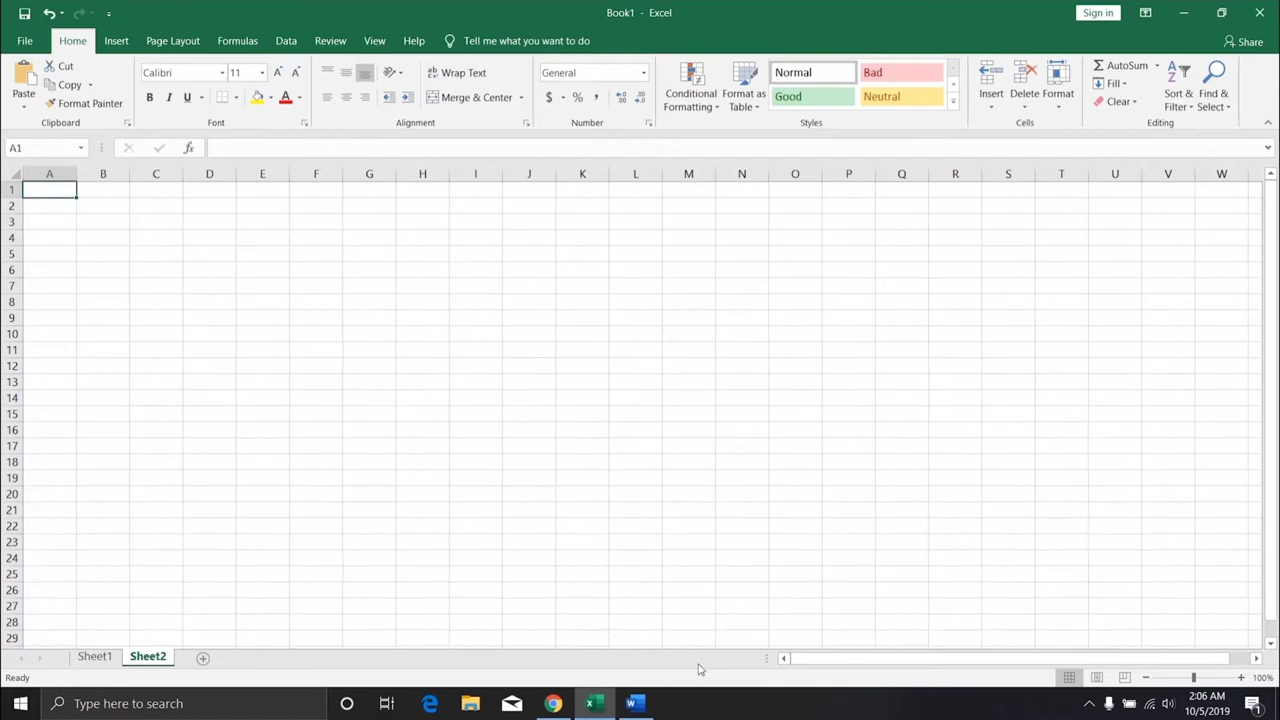 Book1 - Excel
Sign in
File Home Insert Page Layout Formulas Data Review View Help Tell me what you want to do Share
Paste
Cut
Copy
Format Painter
Clipboard
Calibri 11
B I U
Font
Wrap Text
Merge & Center
Alignment
General
$ % ,
Number
Conditional Formatting
Format as Table
Normal Bad
Good Neutral
Styles
Insert Delete Format
Cells
AutoSum
Fill
Clear
Sort & Filter
Find & Select
Editing
A1 fx
A B C D E F G H I J K L M N O P Q R S T U V W
1
2
3
4
5
6
7
8
9
10
11
12
13
14
15
16
17
18
19
20
21
22
23
24
25
26
27
28
29
Sheet1 Sheet2
Ready 100%
Type here to search
2:06 AM
10/5/2019
1